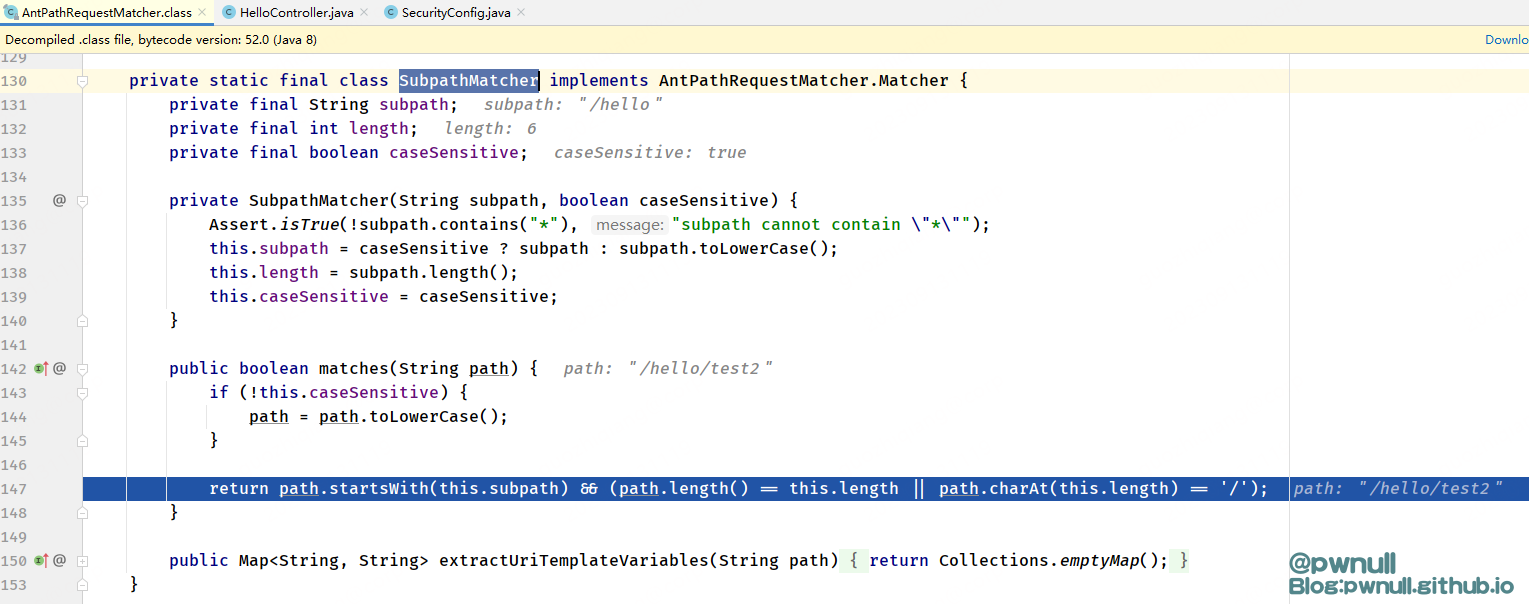 AntPathRequestMatcher.class × HelloController.java × SecurityConfig.java ×
Decompiled .class file, bytecode version: 52.0 (Java 8) Downlo
129
130 private static final class SubpathMatcher implements AntPathRequestMatcher.Matcher {
131 private final String subpath; subpath: "/hello"
132 private final int length; length: 6
133 private final boolean caseSensitive; caseSensitive: true
134
135 @ private SubpathMatcher(String subpath, boolean caseSensitive) {
136 Assert.isTrue(!subpath.contains("*"), message: "subpath cannot contain \"*\"");
137 this.subpath = caseSensitive ? subpath : subpath.toLowerCase();
138 this.length = subpath.length();
139 this.caseSensitive = caseSensitive;
140 }
141
142 @ public boolean matches(String path) { path: "/hello/test2"
143 if (!this.caseSensitive) {
144 path = path.toLowerCase();
145 }
146
147 return path.startsWith(this.subpath) && (path.length() == this.length || path.charAt(this.length) == '/'); path: "/hello/test2"
148 }
149
150 @ public Map<String, String> extractUriTemplateVariables(String path) { return Collections.emptyMap(); }
153 }
@pwnull
Blog:pwnull.github.io